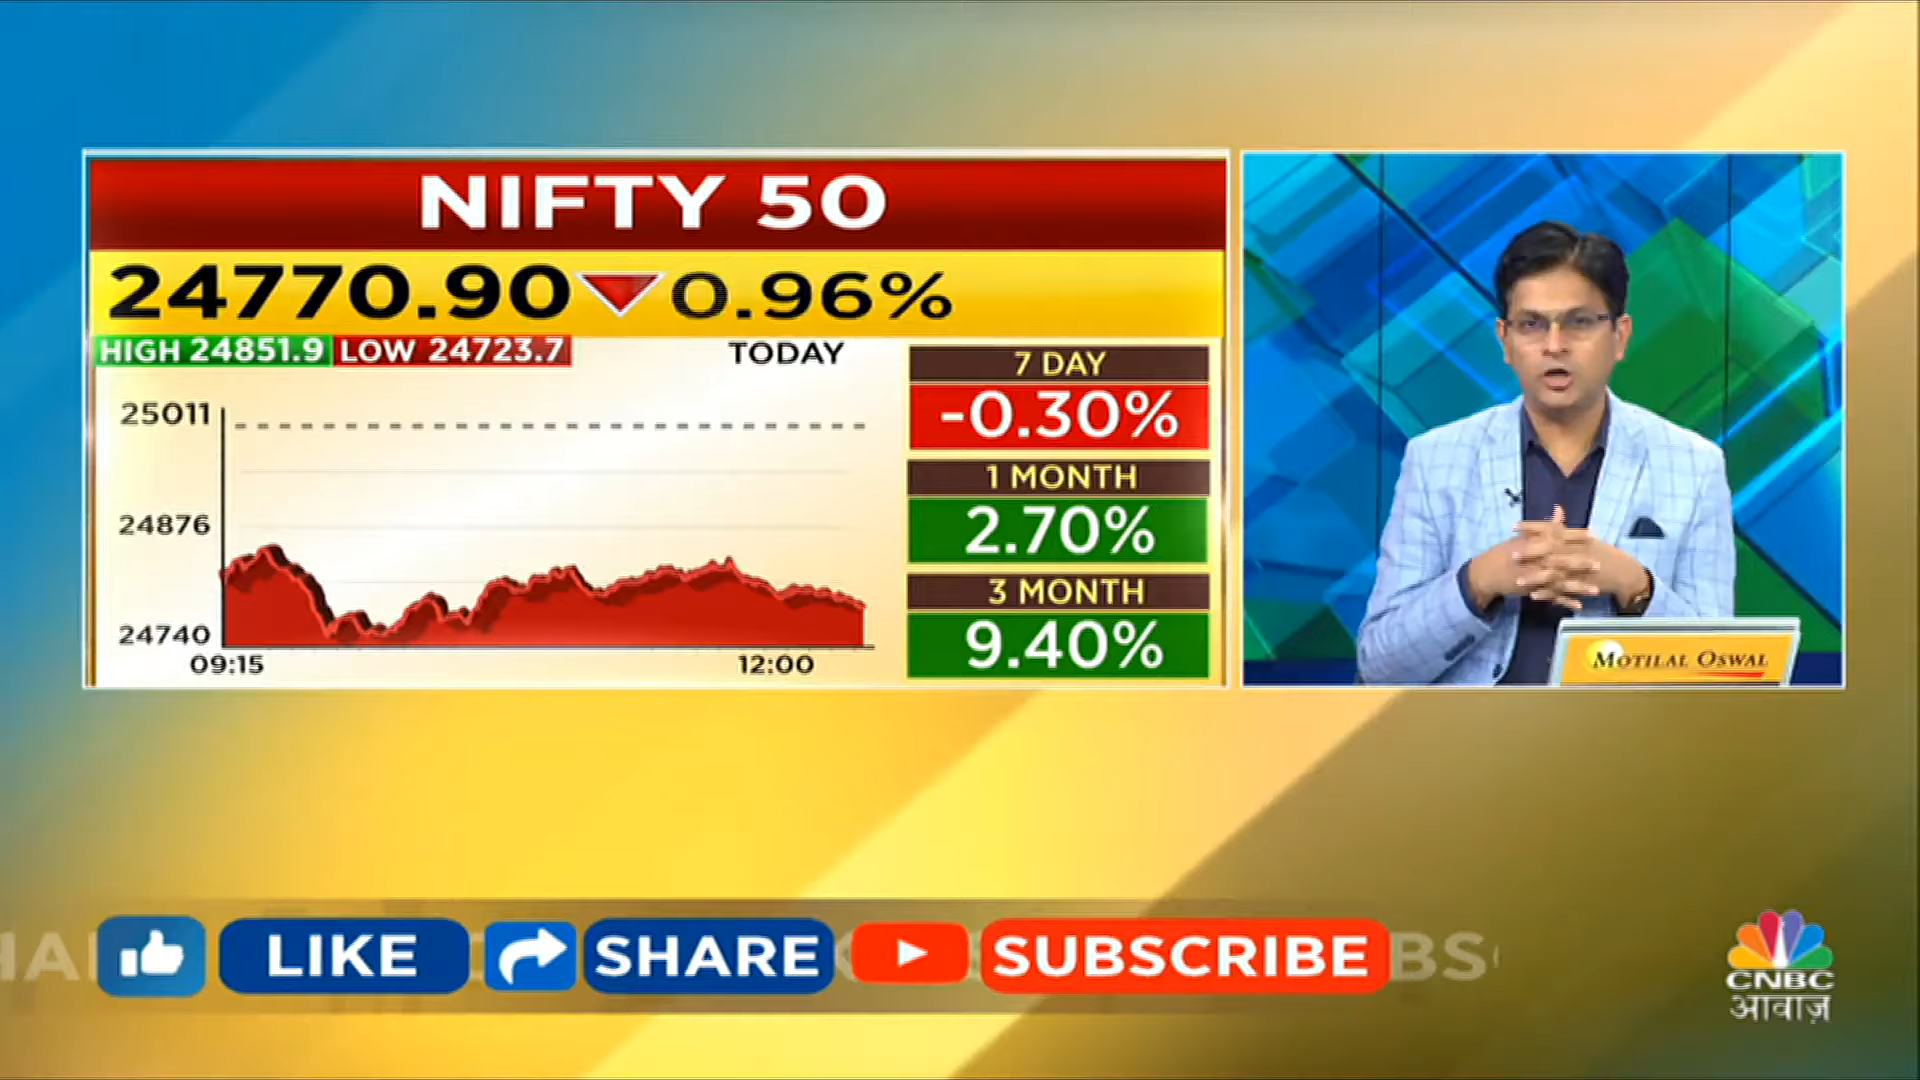 NIFTY 50
24770.90 0.96%
HIGH 24851.9 LOW 24723.7 TODAY
25011
24876
24740
09:15 12:00
7 DAY
-0.30%
1 MONTH
2.70%
3 MONTH
9.40%
MOTILAL OSWAL
LIKE SHARE SUBSCRIBE
CNBC
आवाज़